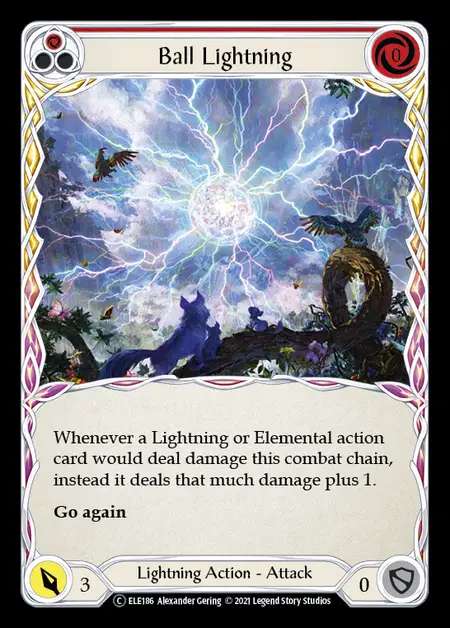 Ball Lightning
0
Whenever a Lightning or Elemental action
card would deal damage this combat chain,
instead it deals that much damage plus 1.
Go again
3
Lightning Action - Attack
0
C ELE186 Alexander Gering © 2021 Legend Story Studios